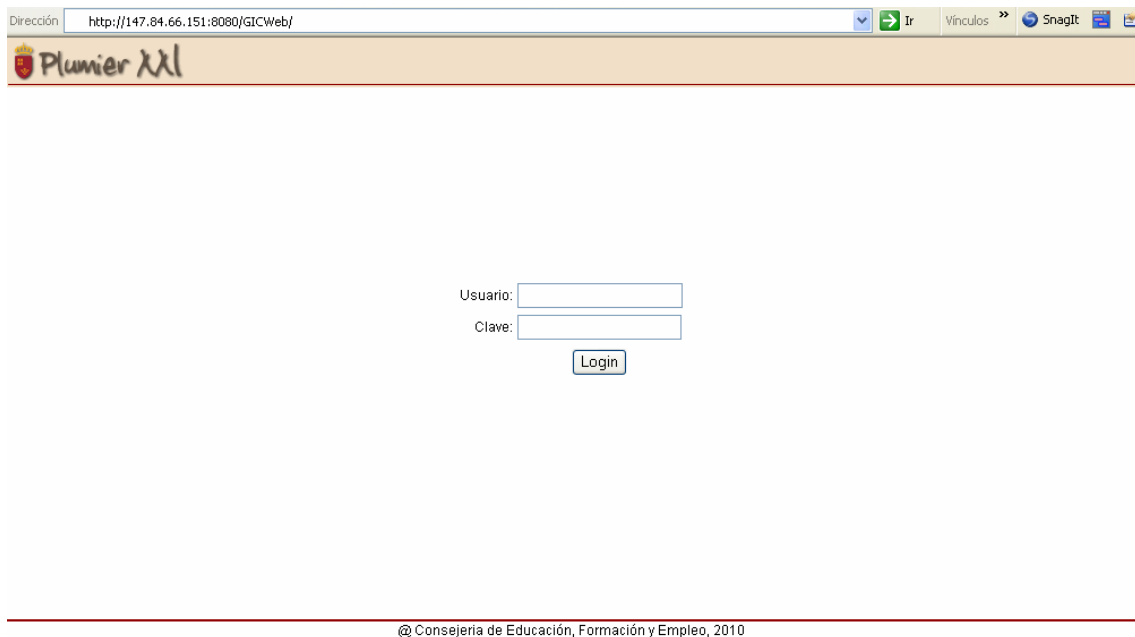 Dirección http://147.84.66.151:8080/GICWeb/ Ir Vínculos » SnagIt
Plumier XXI
Usuario:
Clave:
Login
@ Consejeria de Educación, Formación y Empleo, 2010